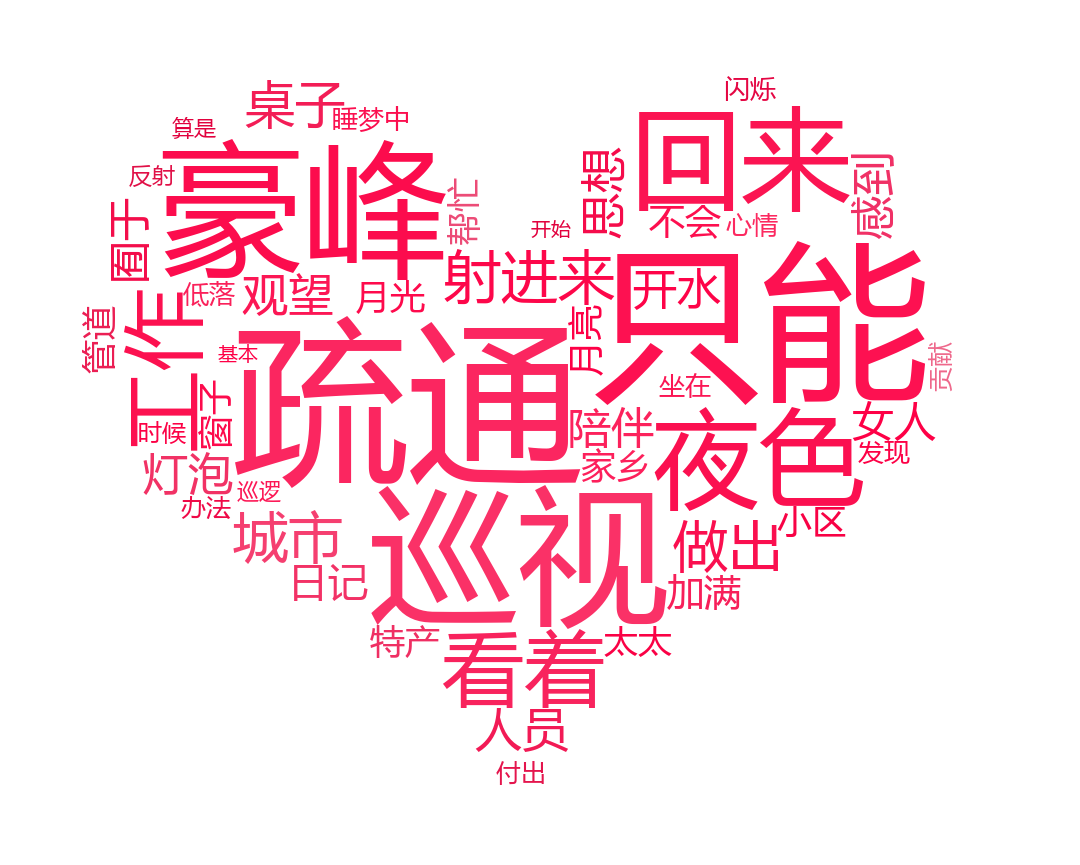 闪烁
桌子
睡梦中
算是
回来
豪峰
思想
感到
反射
帮忙
不会
心情
囿于
开始
射进来
只能
开水
观望
月光
低落
工作
管道
月亮
疏通
基本
贡献
坐在
窗子
陪伴
夜色
女人
时候
发现
灯泡
家乡
巡逻
办法
巡视
城市
做出
小区
日记
加满
特产
看着
太太
人员
付出